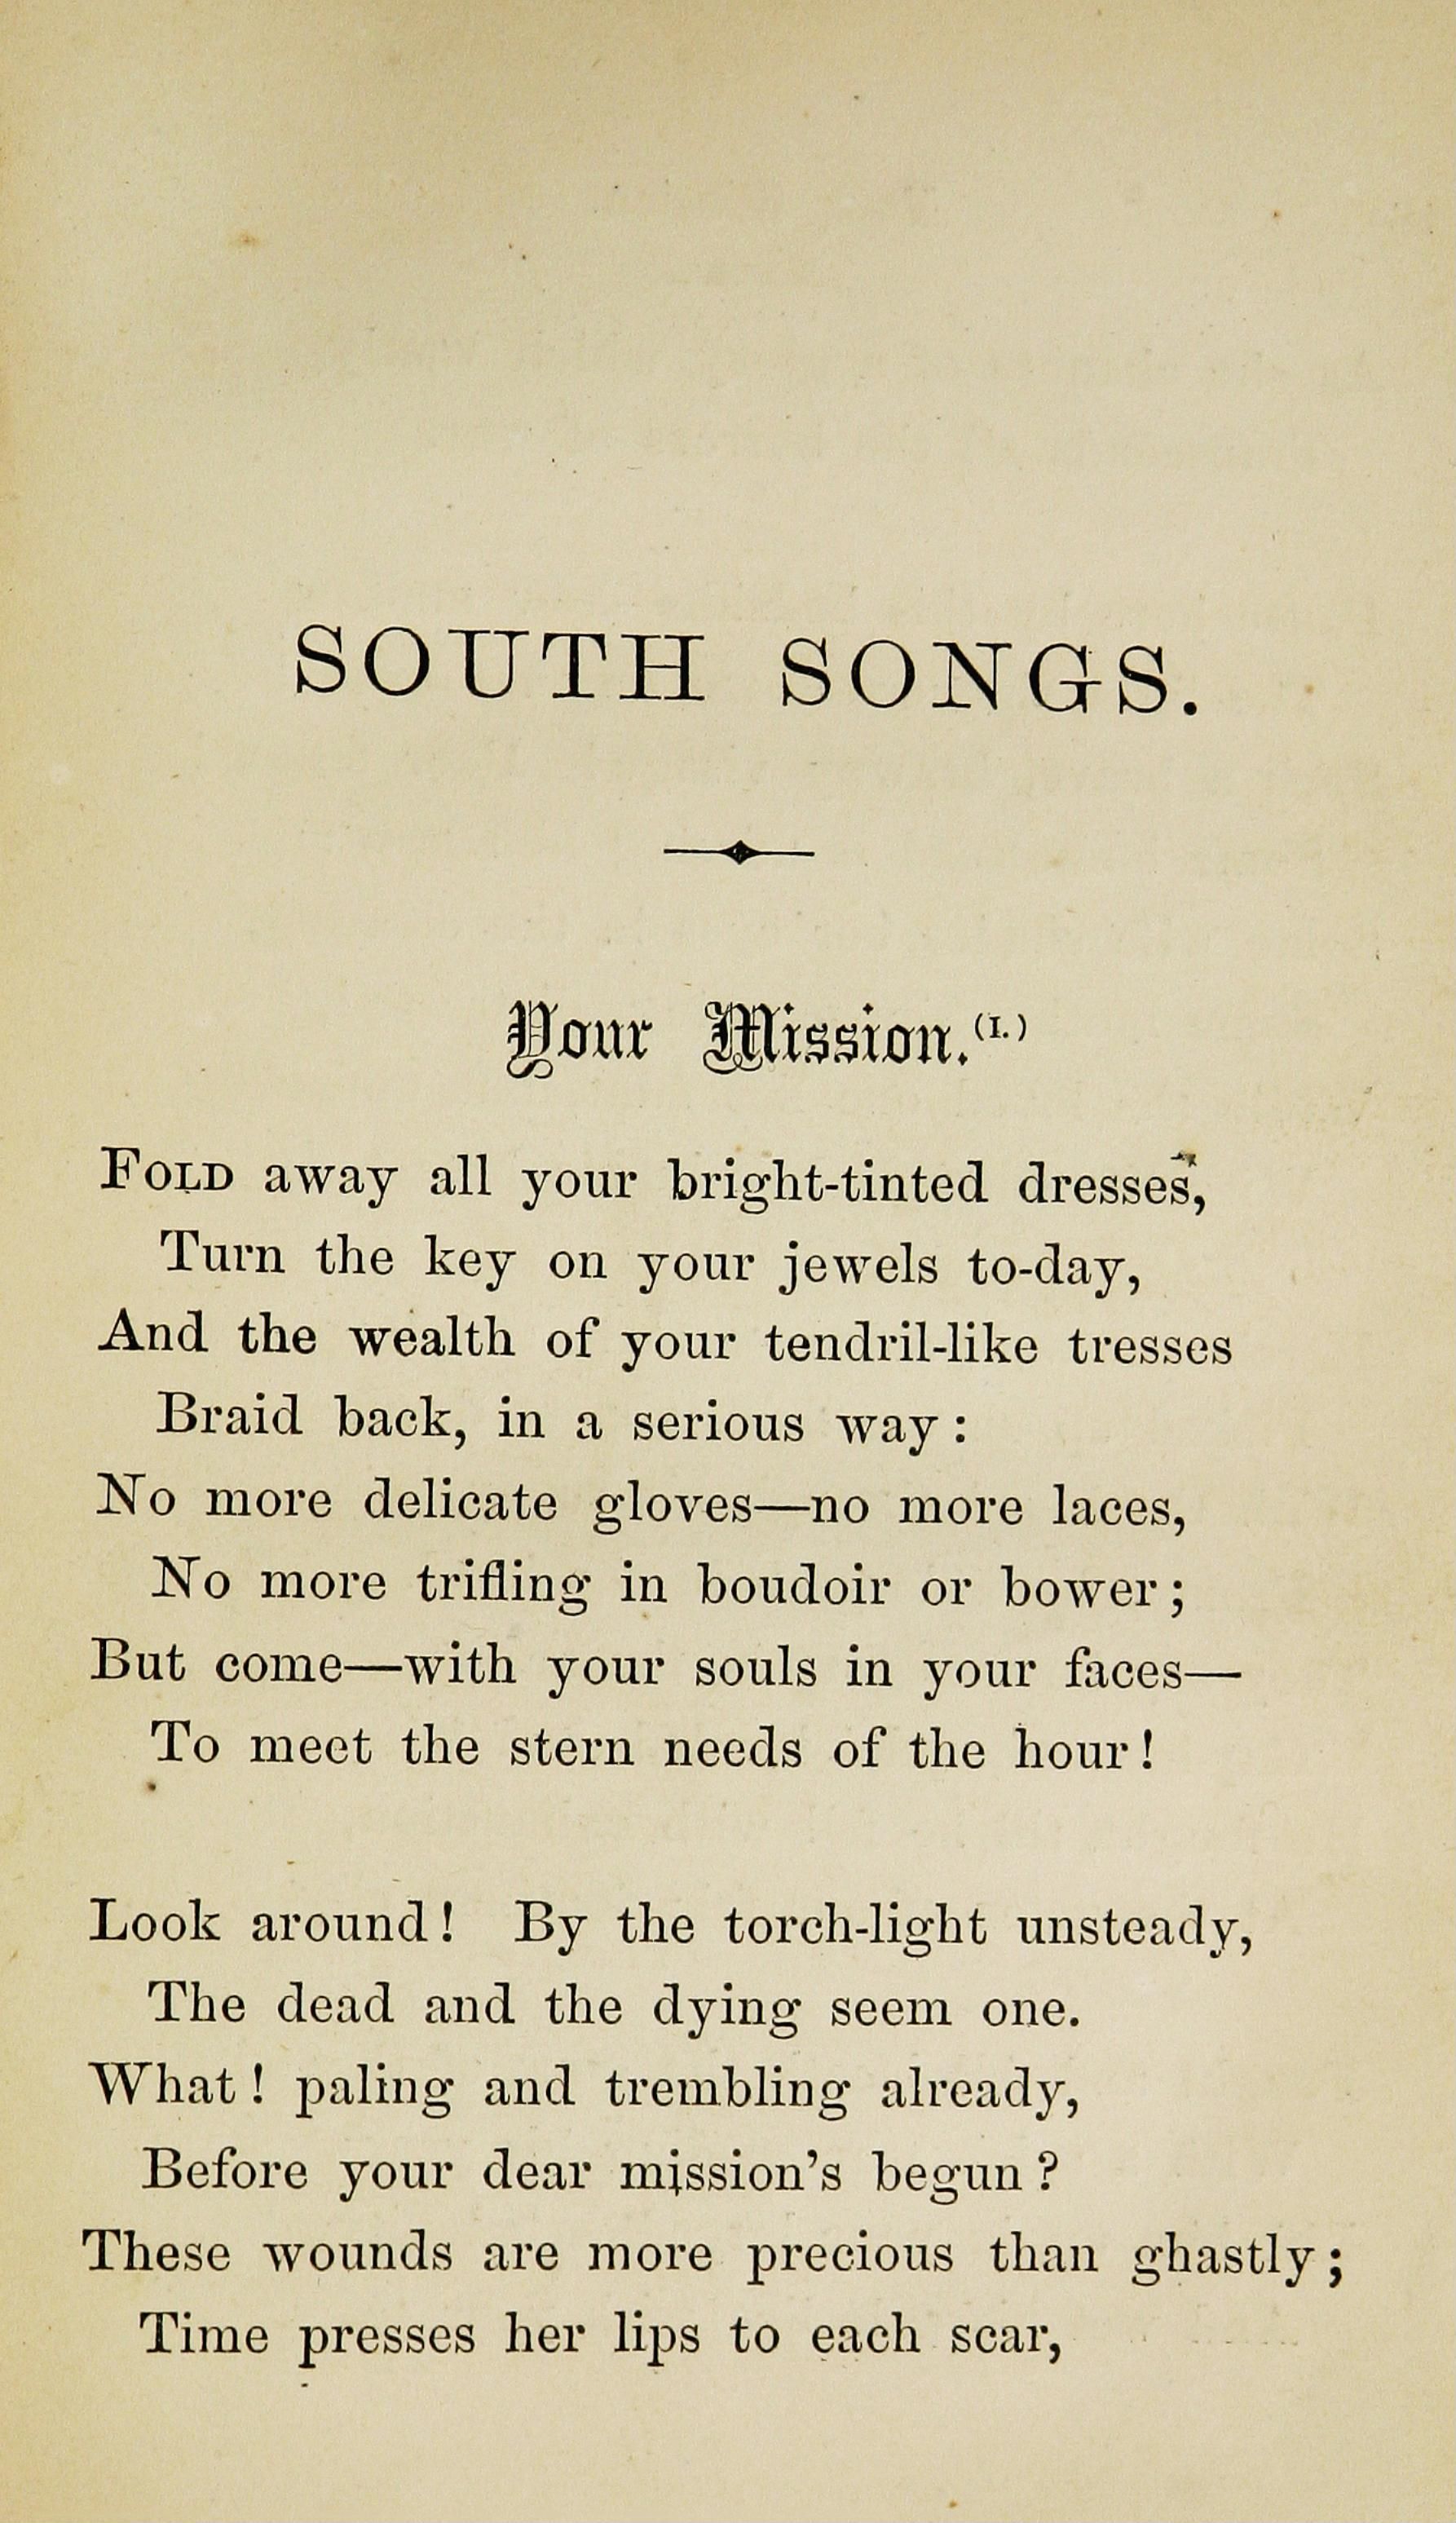 SOUTH SONGS.
Your Mission.(I.)
FOLD away all your bright-tinted dresses,
Turn the key on your jewels to-day,
And the wealth of your tendril-like tresses
Braid back, in a serious way :
No more delicate gloves—no more laces,
No more trifling in boudoir or bower ;
But come—with your souls in your faces—
To meet the stern needs of the hour !
Look around ! By the torch-light unsteady,
The dead and the dying seem one.
What ! paling and trembling already,
Before your dear mission's begun ?
These wounds are more precious than ghastly ;
Time presses her lips to each scar,